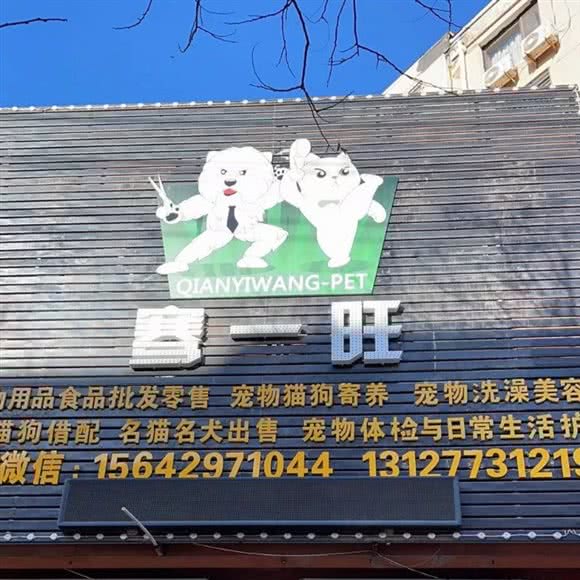 QIANYIWANG-PET
骞一旺
物用品食品批发零售 宠物猫狗寄养 宠物洗澡美容
猫狗借配 名猫名犬出售 宠物体检与日常生活护
微信：15642971044 13127731219